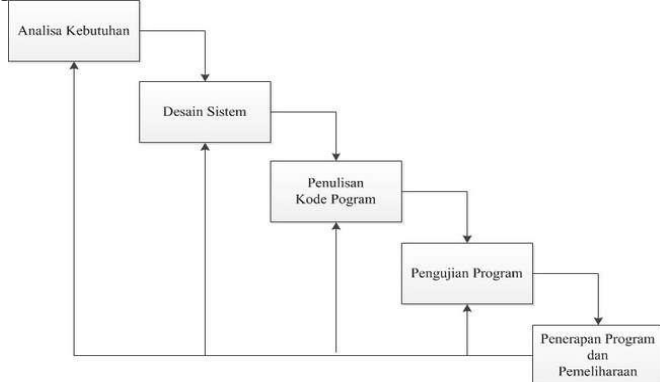 Analisa Kebutuhan
Desain Sistem
Penulisan
Kode Pogram
Pengujian Program
Penerapan Program
dan
Pemeliharaan